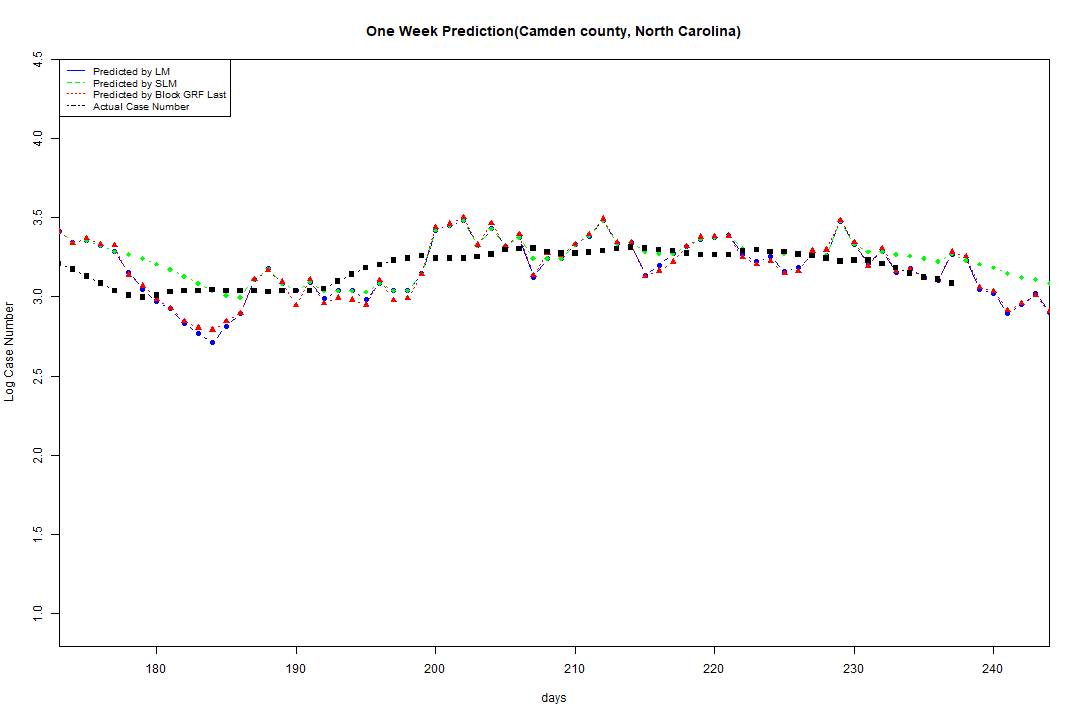 One Week Prediction(Camden county, North Carolina)
4.5
4.0
3.5
3.0
2.5
2.0
1.5
1.0
Log Case Number
Predicted by LM
Predicted by SLM
Predicted by Block GRF Last
Actual Case Number
180 190 200 210 220 230 240
days